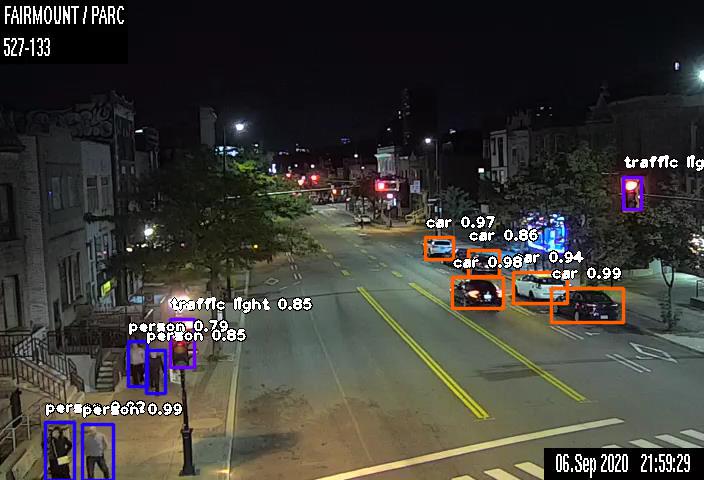 FAIRMOUNT / PARC
527-133
traffic lig
car 0.97
car 0.86
car 0.98
car 0.94
car 0.99
traffic light 0.85
person 0.79
person 0.85
person 0.99
06.Sep 2020 21:59:29